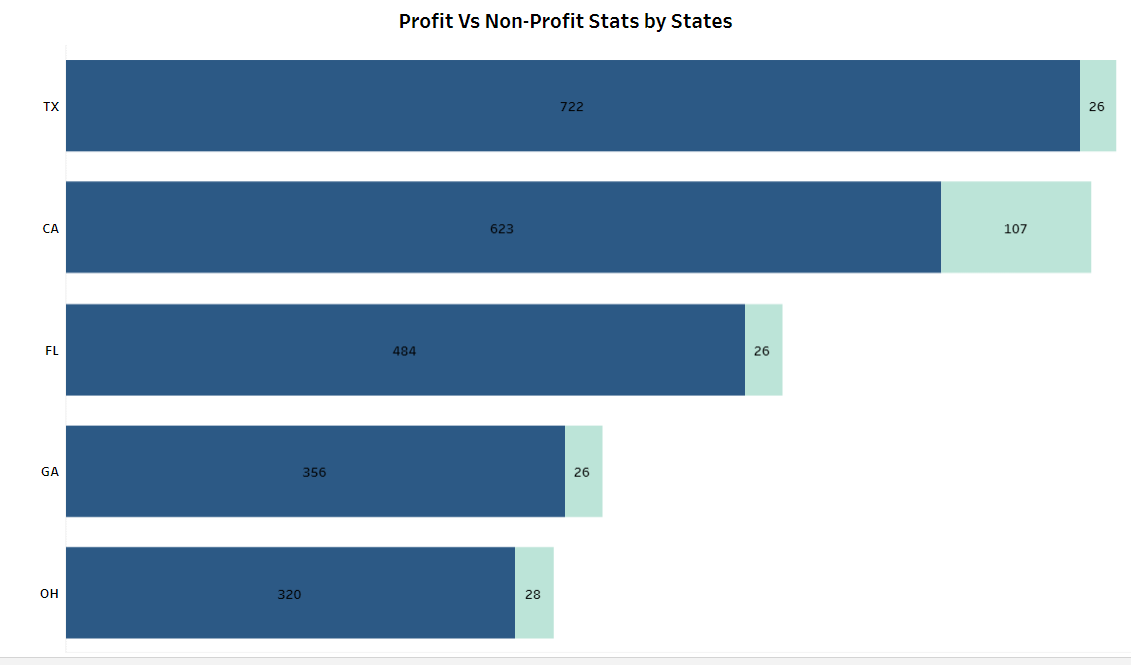 Profit Vs Non-Profit Stats by States
TX 722 26
CA 623 107
FL 484 26
GA 356 26
OH 320 28